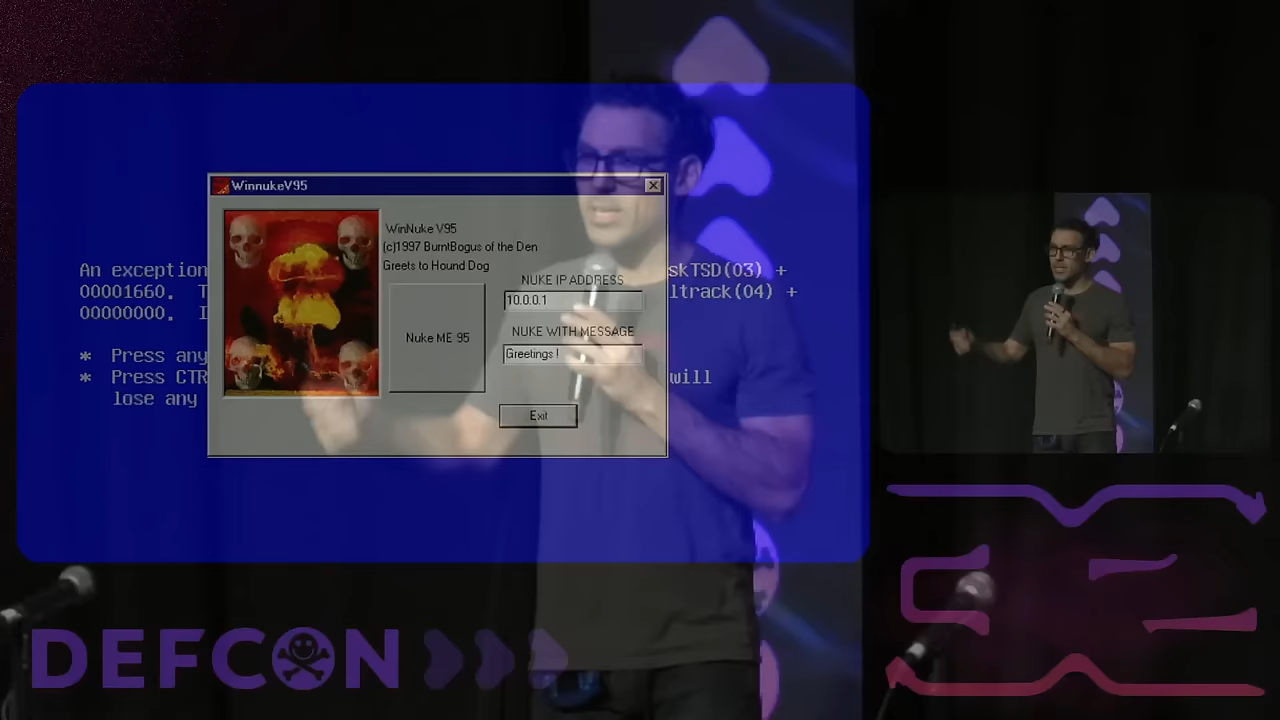 WinnukeV95
WinNuke V95
(c)1997 BurntBogus of the Den
Greets to Hound Dog
NUKE IP ADDRESS
10.0.0.1
Nuke ME 95
NUKE WITH MESSAGE
Greetings !
Exit
An exception skTSD(03) +
00001660. T ltrack(04) +
00000000. I
* Press any
* Press CTR will
lose any
DEFCON